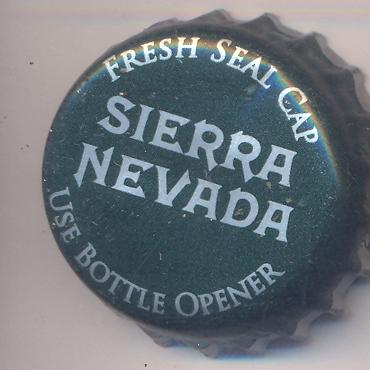 FRESH SEAL CAP
SIERRA
NEVADA
USE BOTTLE OPENER